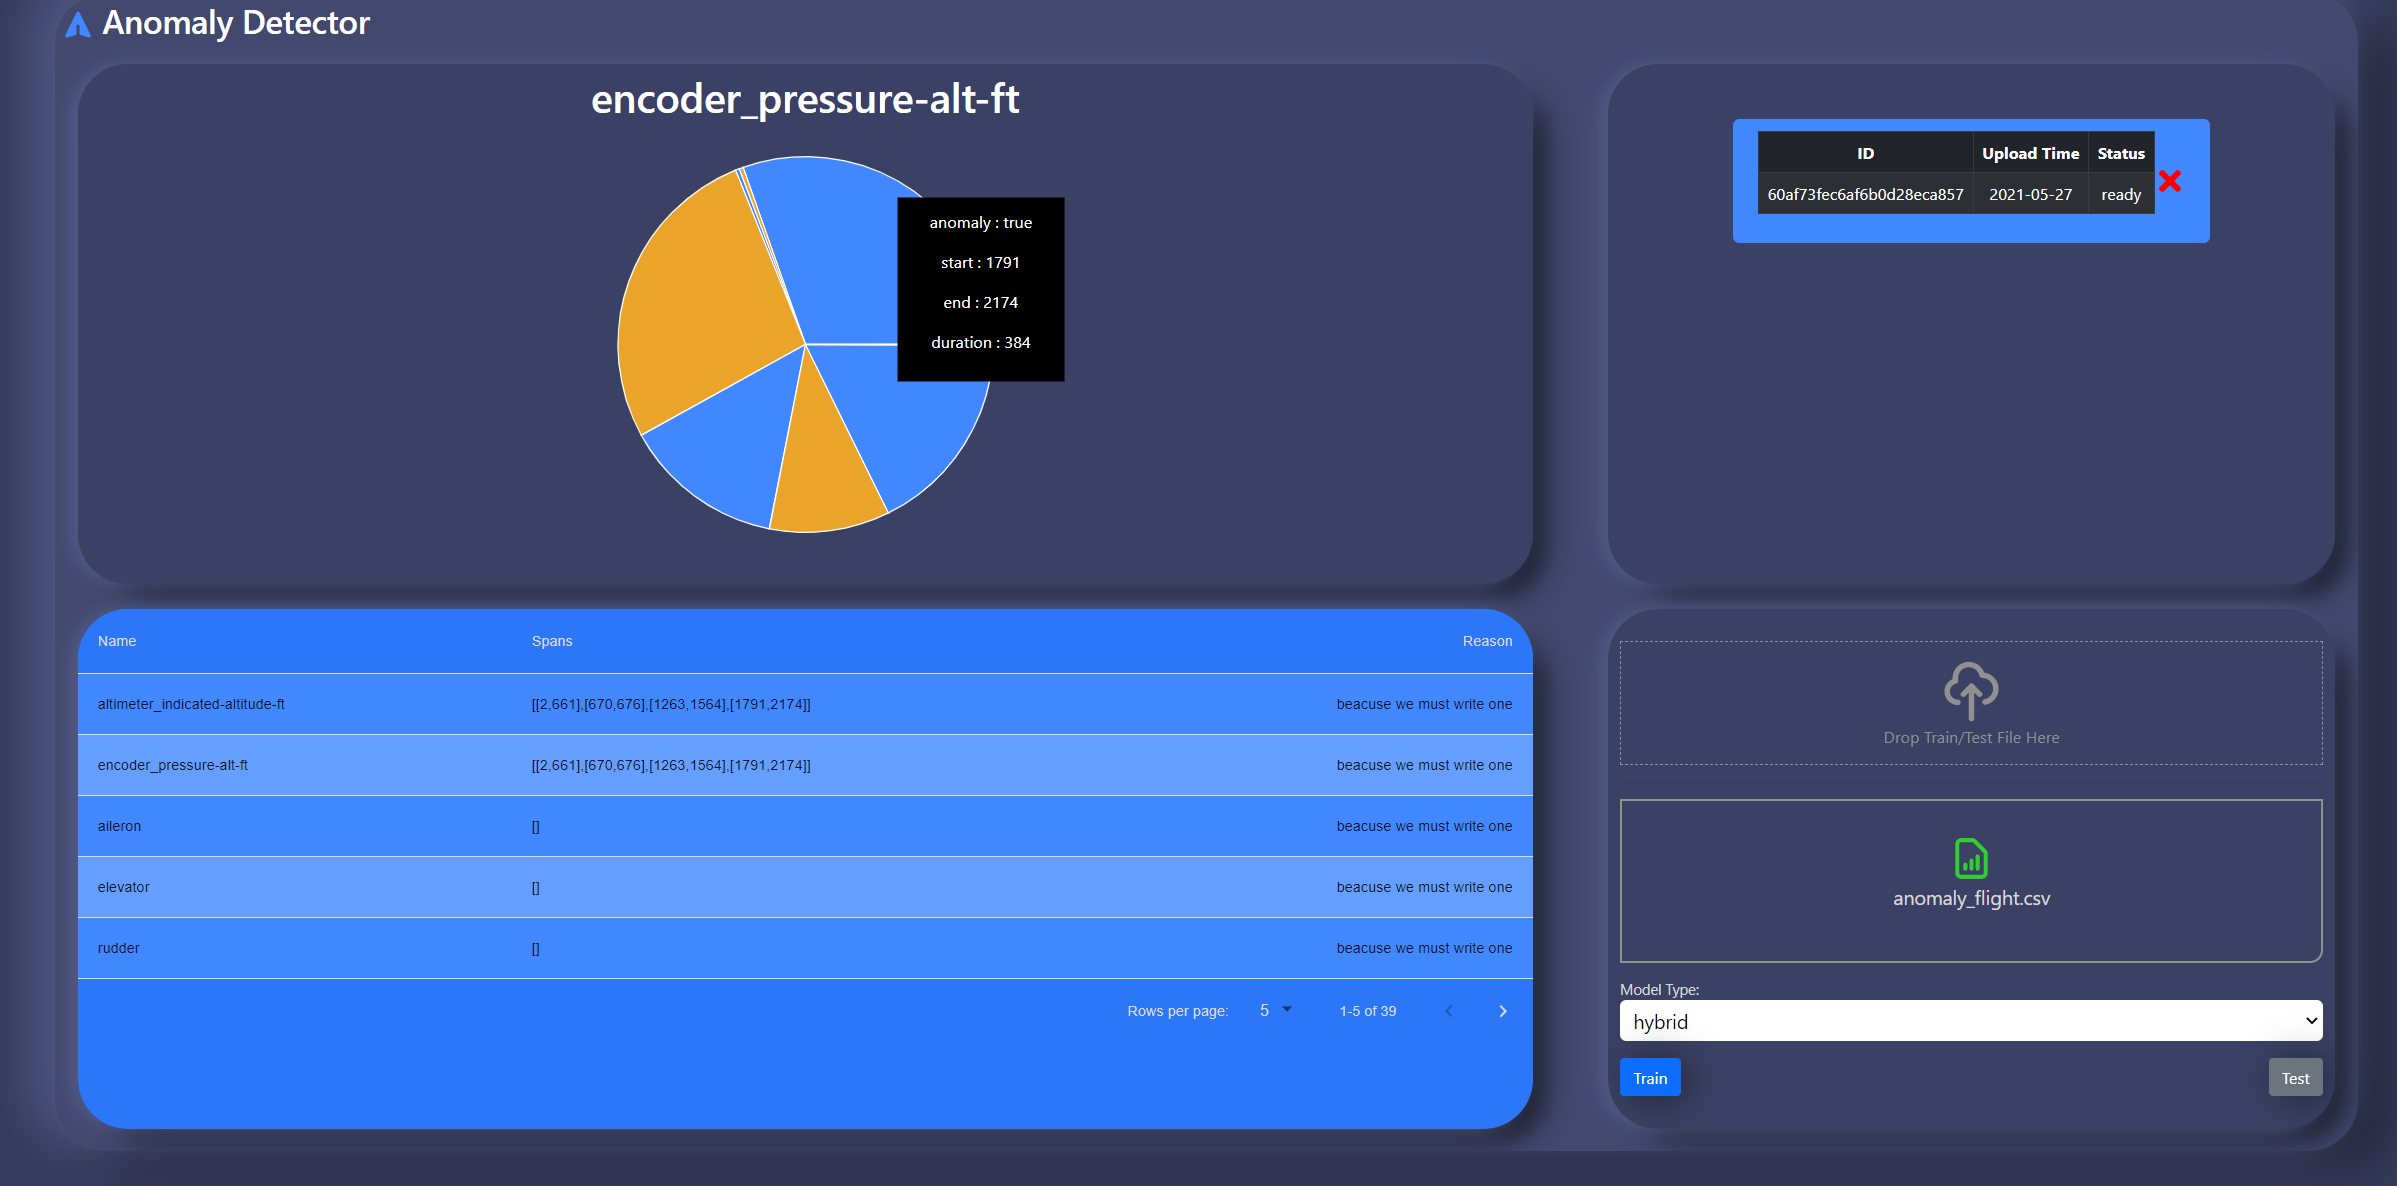 Anomaly Detector
encoder_pressure-alt-ft
anomaly : true
start : 1791
end : 2174
duration : 384
ID Upload Time Status
60af73fec6af6b0d28eca857 2021-05-27 ready
Name Spans Reason
altimeter_indicated-altitude-ft [[2,661],[670,676],[1263,1564],[1791,2174]] beacuse we must write one
encoder_pressure-alt-ft [[2,661],[670,676],[1263,1564],[1791,2174]] beacuse we must write one
aileron [] beacuse we must write one
elevator [] beacuse we must write one
rudder [] beacuse we must write one
Rows per page: 5 1-5 of 39
Drop Train/Test File Here
anomaly_flight.csv
Model Type:
hybrid
Train Test